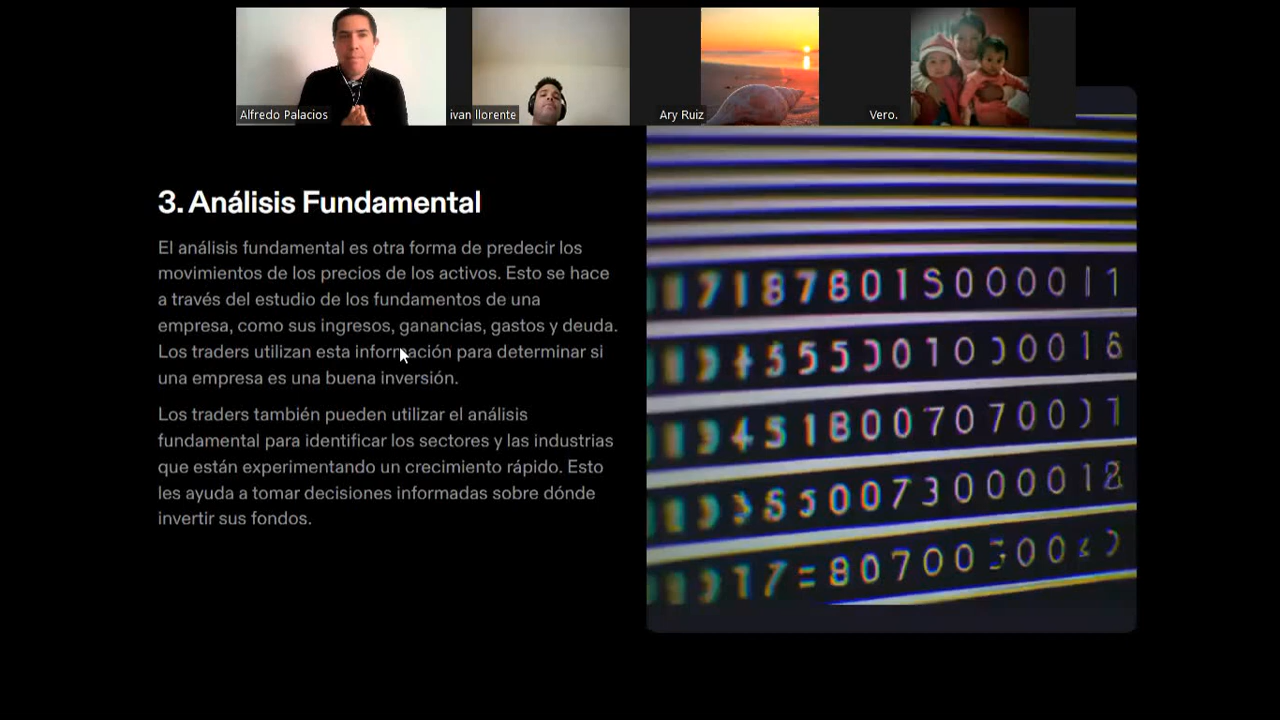 Alfredo Palacios
ivan llorente
Ary Ruiz
Vero.
3. Análisis Fundamental
El análisis fundamental es otra forma de predecir los
movimientos de los precios de los activos. Esto se hace
a través del estudio de los fundamentos de una
empresa, como sus ingresos, ganancias, gastos y deuda.
Los traders utilizan esta información para determinar si
una empresa es una buena inversión.
Los traders también pueden utilizar el análisis
fundamental para identificar los sectores y las industrias
que están experimentando un crecimiento rápido. Esto
les ayuda a tomar decisiones informadas sobre dónde
invertir sus fondos.